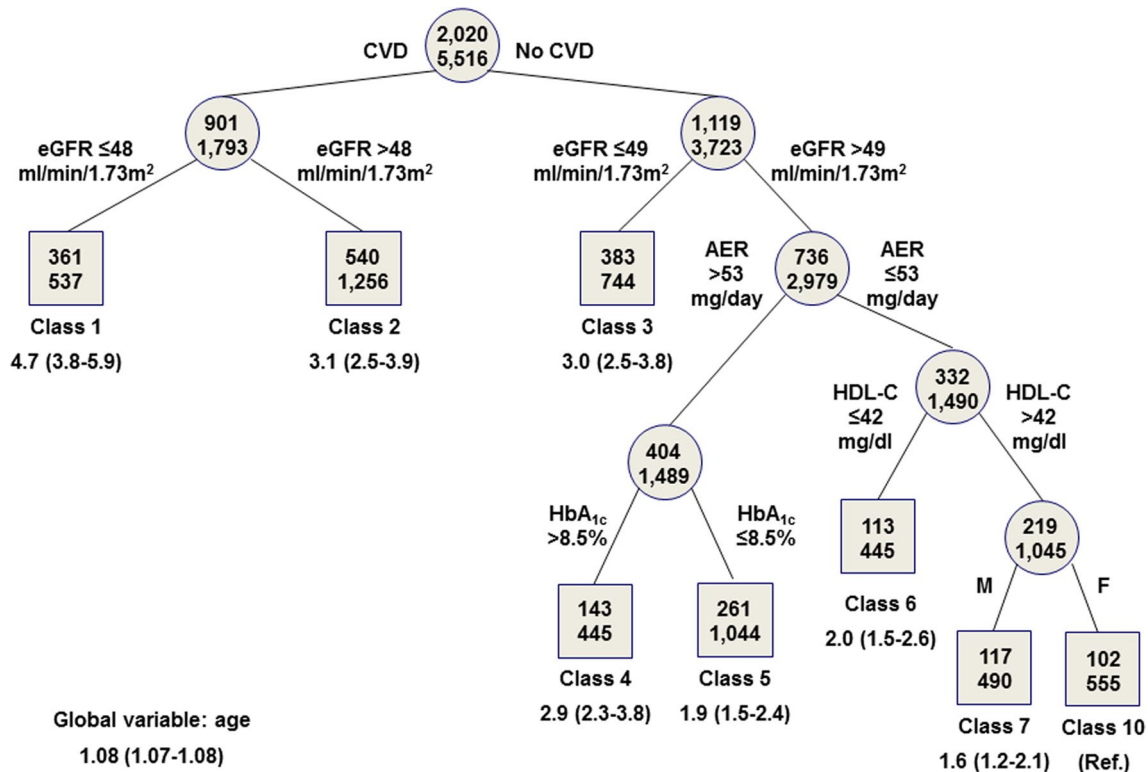 2,020
5,516
CVD
No CVD
901
1,793
1,119
3,723
eGFR ≤48
ml/min/1.73m²
eGFR >48
ml/min/1.73m²
eGFR ≤49
ml/min/1.73m²
eGFR >49
ml/min/1.73m²
361
537
Class 1
4.7 (3.8-5.9)
540
1,256
Class 2
3.1 (2.5-3.9)
383
744
Class 3
3.0 (2.5-3.8)
736
2,979
AER
>53
mg/day
AER
≤53
mg/day
404
1,489
332
1,490
HbA₁c
>8.5%
HbA₁c
≤8.5%
HDL-C
≤42
mg/dl
HDL-C
>42
mg/dl
143
445
Class 4
2.9 (2.3-3.8)
261
1,044
Class 5
1.9 (1.5-2.4)
113
445
Class 6
2.0 (1.5-2.6)
219
1,045
M
F
117
490
Class 7
1.6 (1.2-2.1)
102
555
Class 10
(Ref.)
Global variable: age
1.08 (1.07-1.08)